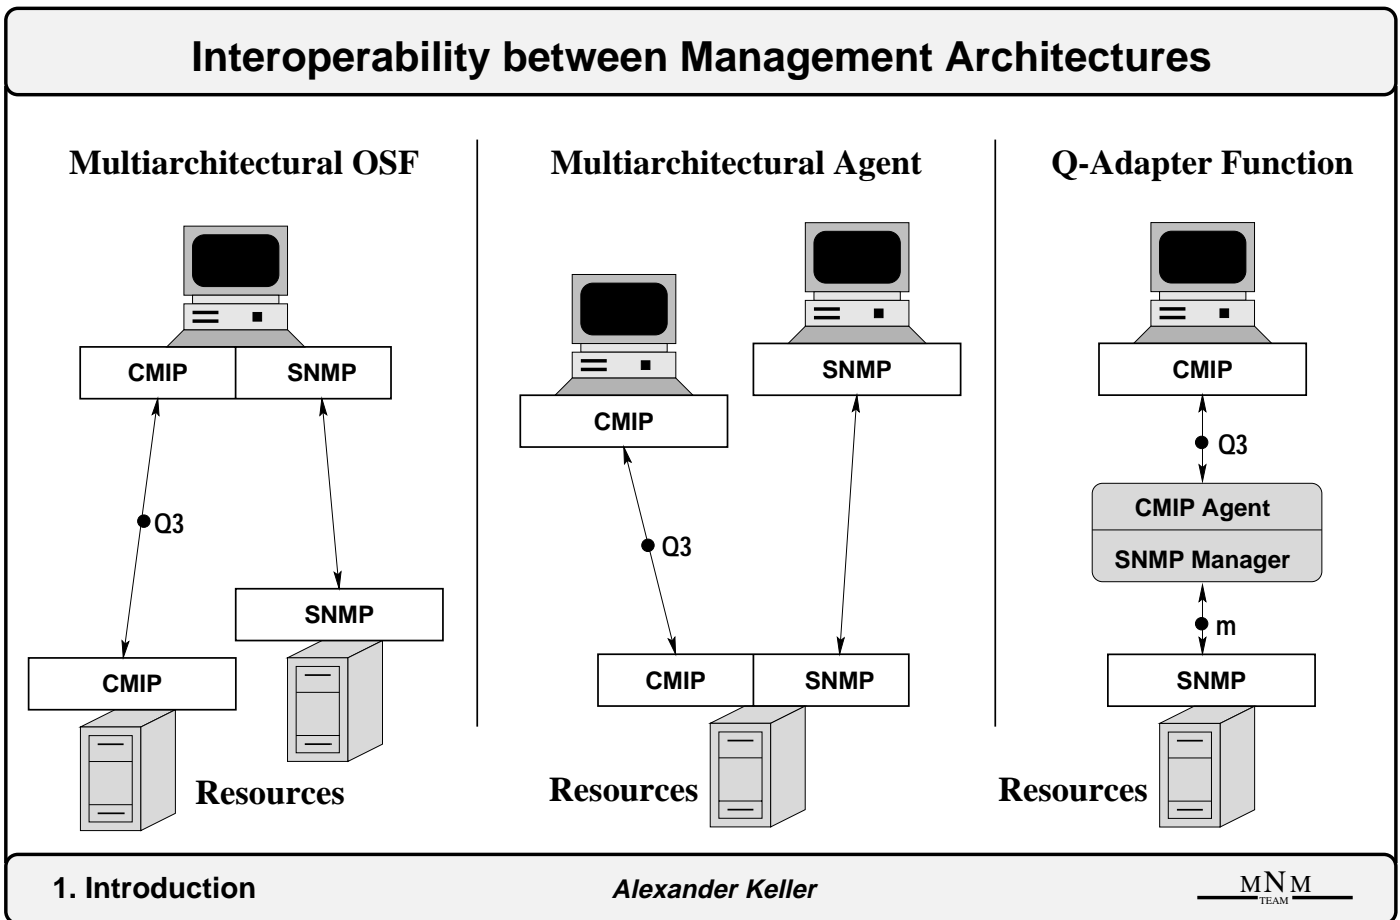 Interoperability between Management Architectures
Multiarchitectural OSF
CMIP
SNMP
Q3
SNMP
CMIP
Resources
Multiarchitectural Agent
SNMP
CMIP
Q3
CMIP
SNMP
Resources
Q-Adapter Function
CMIP
Q3
CMIP Agent
SNMP Manager
m
SNMP
Resources
1. Introduction
Alexander Keller
MNM
TEAM